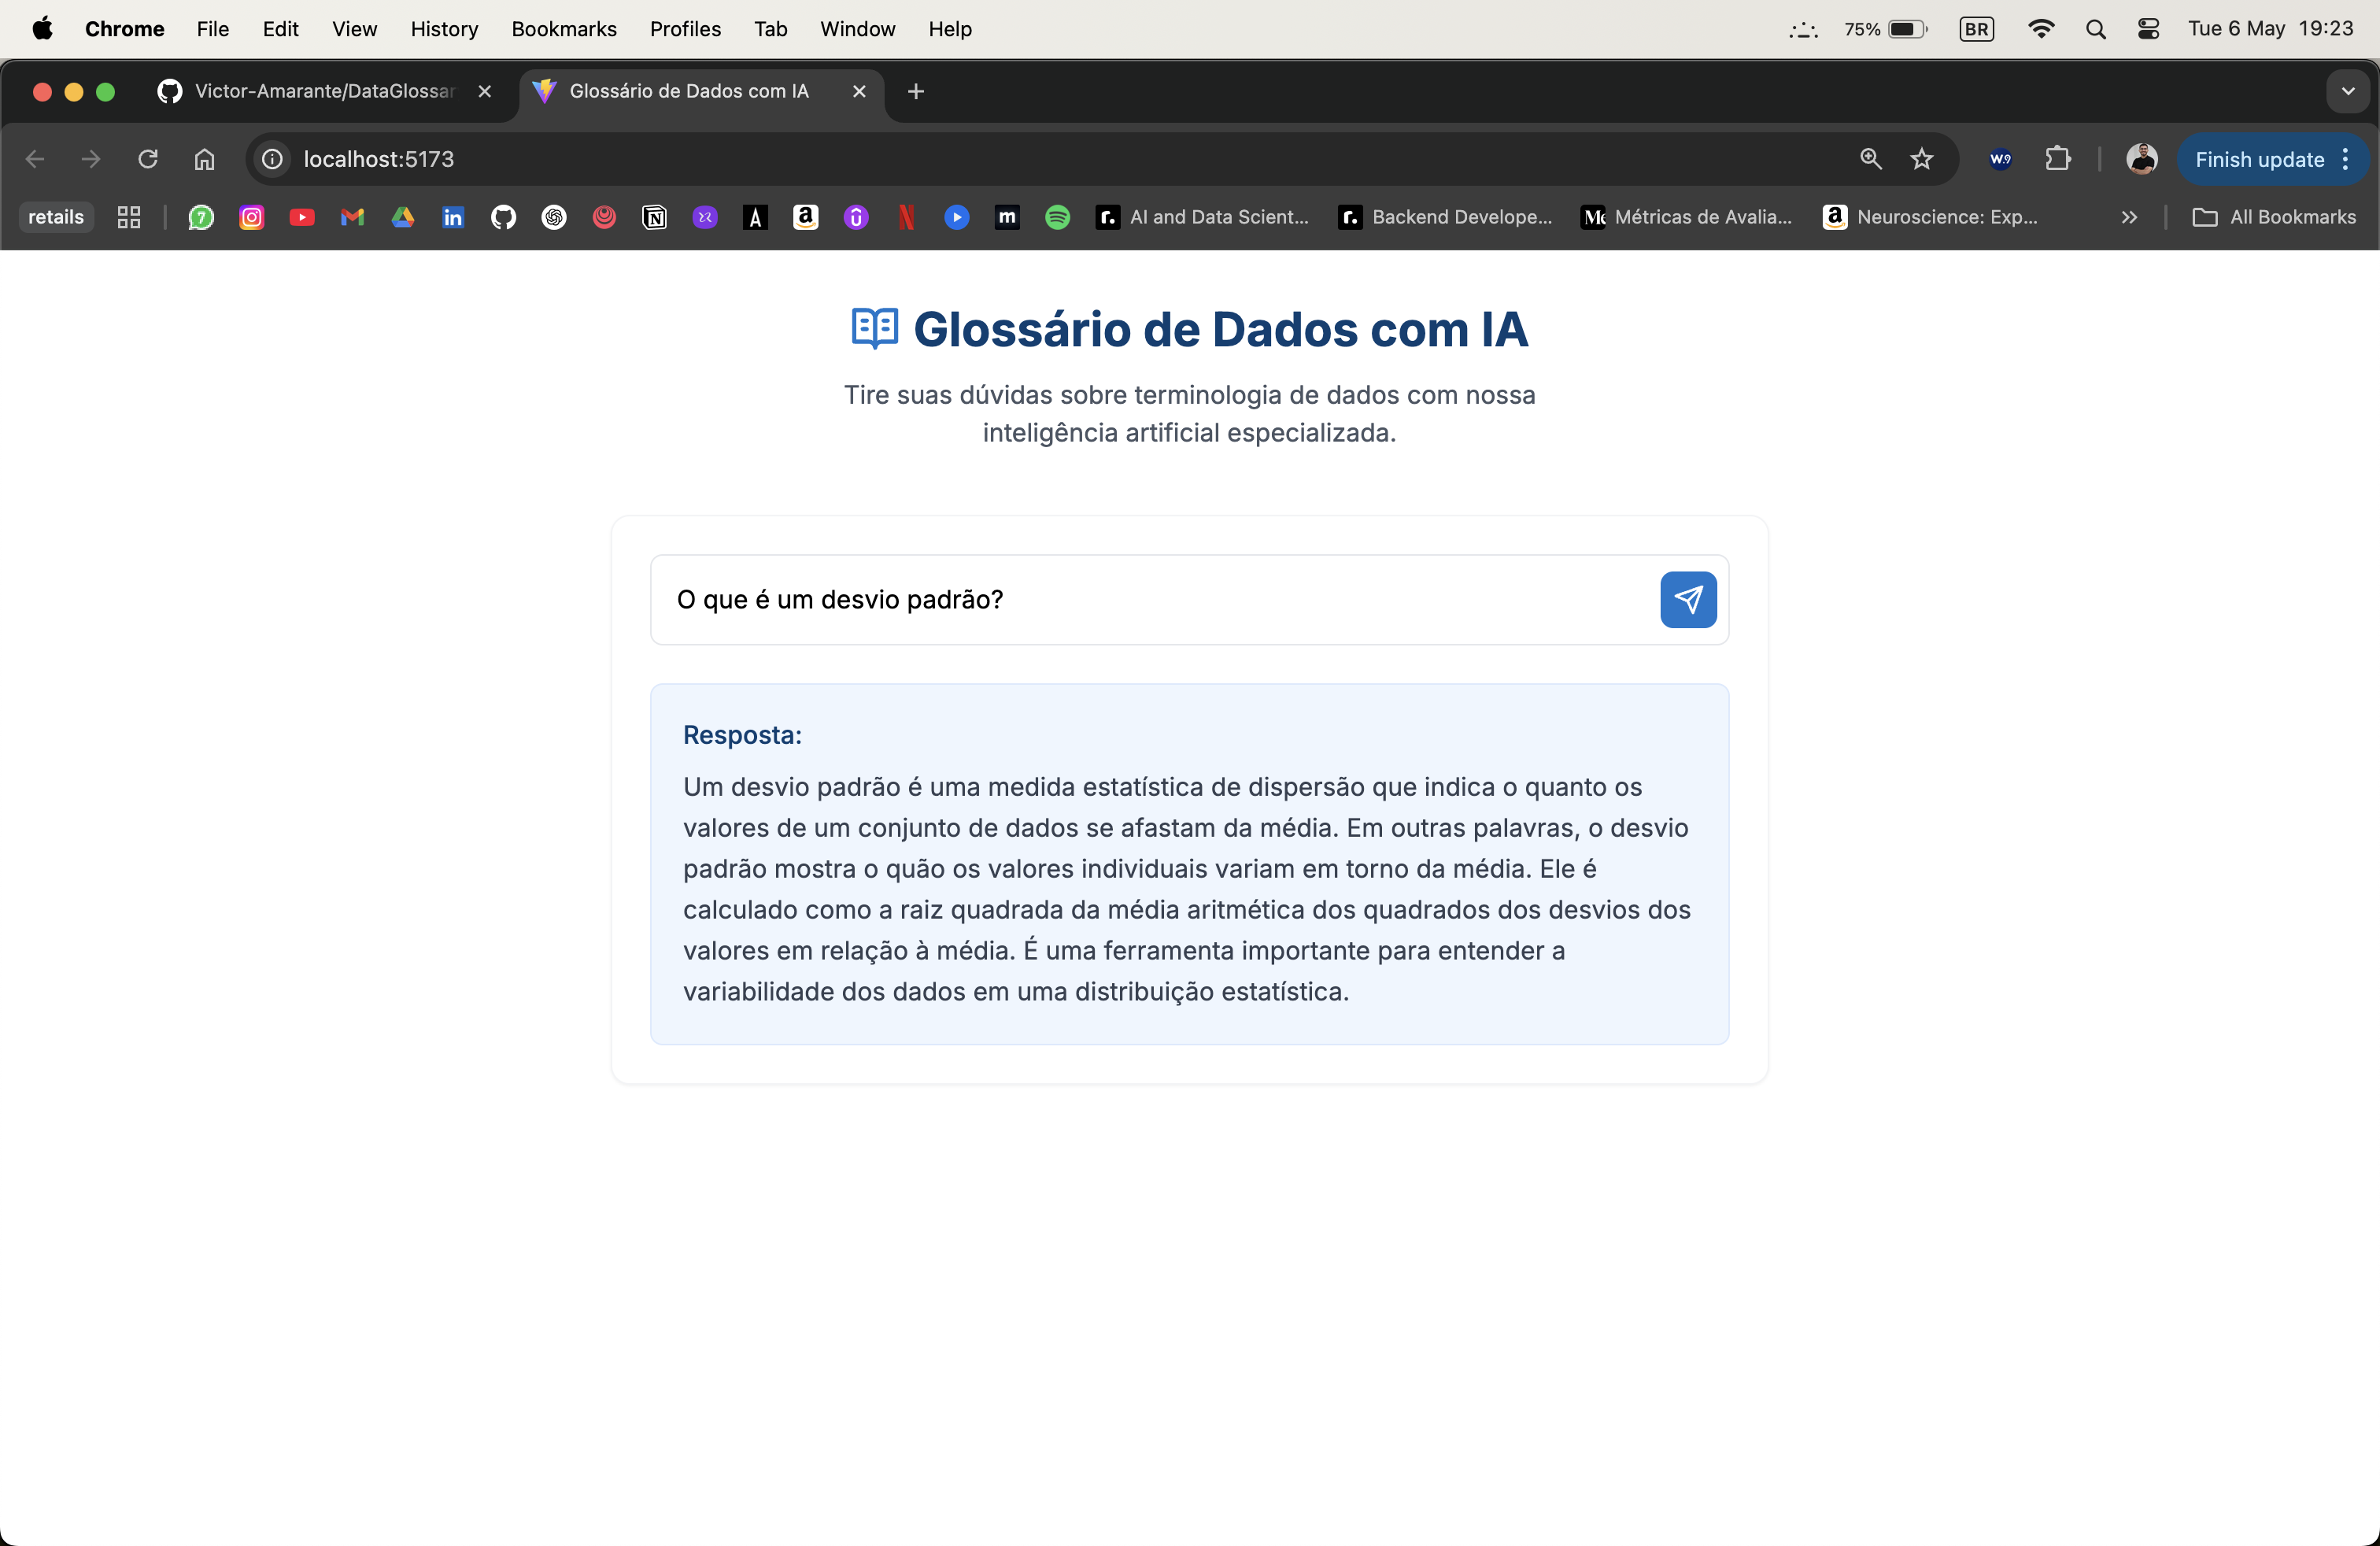 Chrome File Edit View History Bookmarks Profiles Tab Window Help 75% BR Tue 6 May 19:23
Victor-Amarante/DataGlossar Glossário de Dados com IA
localhost:5173 W.9 Finish update
retails 7 in N A a û N m r. AI and Data Scient... r. Backend Develope... Me Métricas de Avalia... a Neuroscience: Exp... » All Bookmarks
Glossário de Dados com IA
Tire suas dúvidas sobre terminologia de dados com nossa
inteligência artificial especializada.
O que é um desvio padrão?
Resposta:
Um desvio padrão é uma medida estatística de dispersão que indica o quanto os
valores de um conjunto de dados se afastam da média. Em outras palavras, o desvio
padrão mostra o quão os valores individuais variam em torno da média. Ele é
calculado como a raiz quadrada da média aritmética dos quadrados dos desvios dos
valores em relação à média. É uma ferramenta importante para entender a
variabilidade dos dados em uma distribuição estatística.